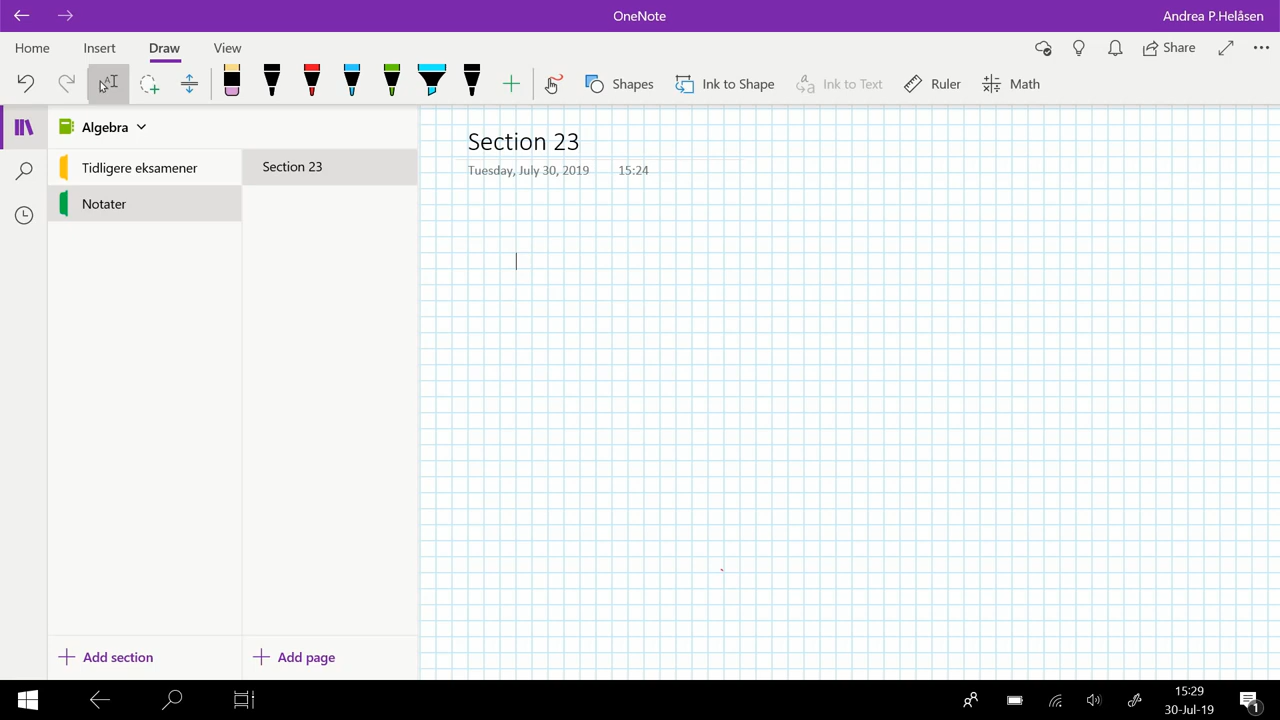 OneNote
Andrea P.Helåsen
Home Insert Draw View
Share
Shapes Ink to Shape Ink to Text Ruler Math
Algebra
Tidligere eksamener
Notater
Section 23
Section 23
Tuesday, July 30, 2019 15:24
Add section
Add page
15:29
30-Jul-19
1